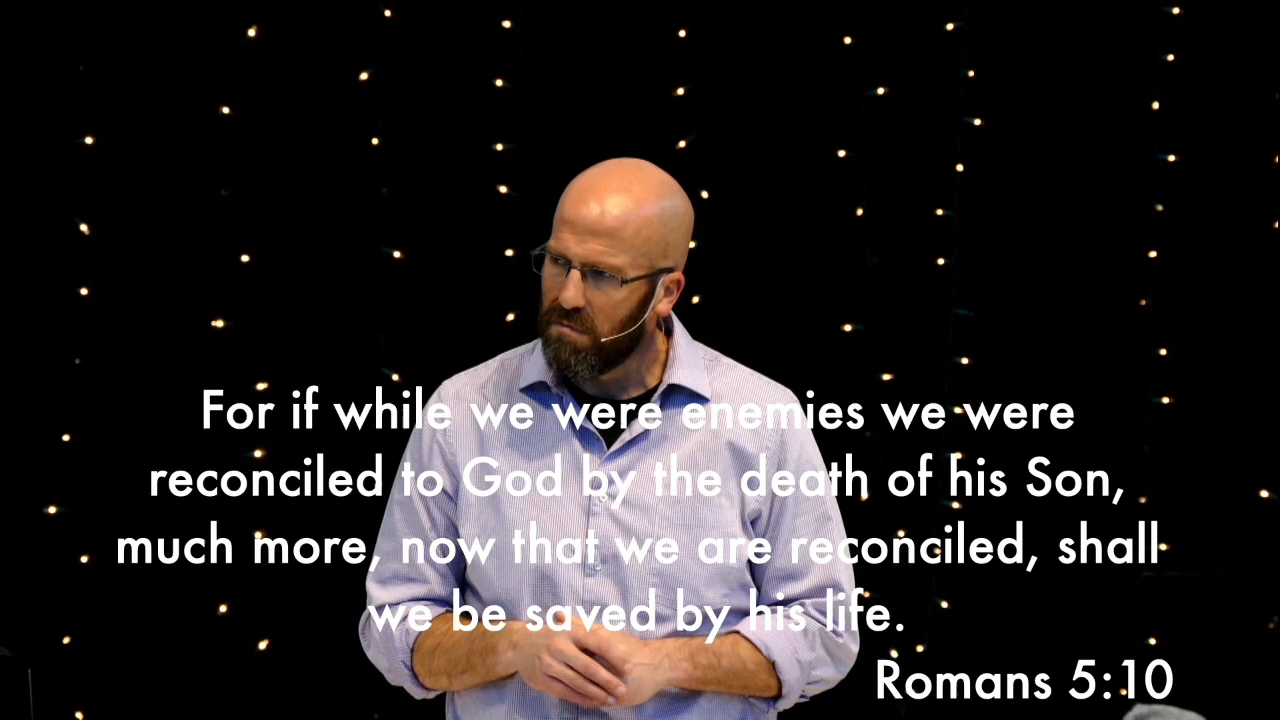 For if while we were enemies we were
reconciled to God by the death of his Son,
much more, now that we are reconciled, shall
we be saved by his life.
Romans 5:10